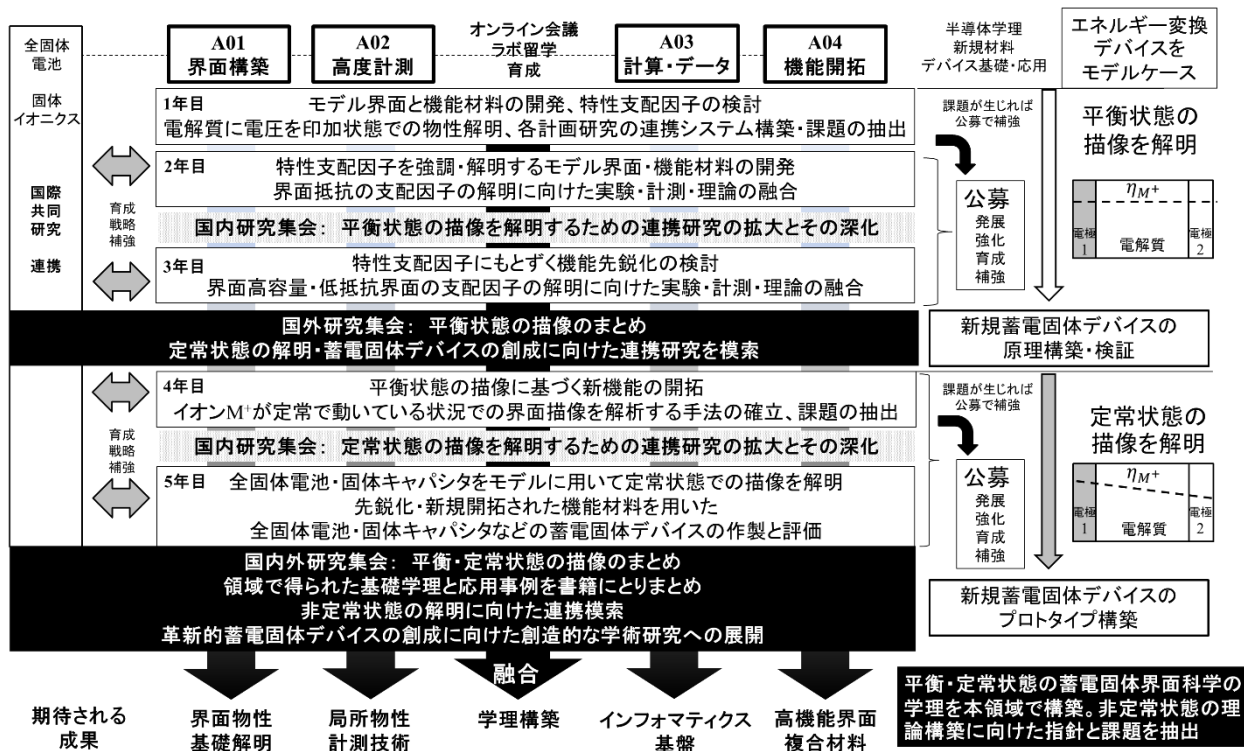 全固体
電池
A01
界面構築
A02
高度計測
オンライン会議
ラボ留学
育成
A03
計算・データ
A04
機能開拓
半導体学理
新規材料
デバイス基礎・応用
エネルギー変換
デバイスを
モデルケース
固体
イオニクス
国際
共同
研究
連携
1年目
モデル界面と機能材料の開発、特性支配因子の検討
電解質に電圧を印加状態での物性解明、各計画研究の連携システム構築・課題の抽出
2年目
特性支配因子を強調・解明するモデル界面・機能材料の開発
界面抵抗の支配因子の解明に向けた実験・計測・理論の融合
育成
戦略
補強
国内研究集会： 平衡状態の描像を解明するための連携研究の拡大とその深化
3年目
特性支配因子にもとずく機能先鋭化の検討
界面高容量・低抵抗界面の支配因子の解明に向けた実験・計測・理論の融合
課題が生じれば
公募で補強
公募
発展
強化
育成
補強
平衡状態の
描像を解明
ηM+
電極
1
電解質
電極
2
国外研究集会： 平衡状態の描像のまとめ
定常状態の解明・蓄電固体デバイスの創成に向けた連携研究を模索
新規蓄電固体デバイスの
原理構築・検証
4年目
平衡状態の描像に基づく新機能の開拓
イオンM+が定常で動いている状況での界面描像を解析する手法の確立、課題の抽出
育成
戦略
補強
国内研究集会： 定常状態の描像を解明するための連携研究の拡大とその深化
5年目
全固体電池・固体キャパシタをモデルに用いて定常状態での描像を解明
先鋭化・新規開拓された機能材料を用いた
全固体電池・固体キャパシタなどの蓄電固体デバイスの作製と評価
課題が生じれば
公募で補強
公募
発展
強化
育成
補強
定常状態の
描像を解明
ηM+
電極
1
電解質
電極
2
国内外研究集会： 平衡・定常状態の描像のまとめ
領域で得られた基礎学理と応用事例を書籍にとりまとめ
非定常状態の解明に向けた連携模索
革新的蓄電固体デバイスの創成に向けた創造的な学術研究への展開
新規蓄電固体デバイスの
プロトタイプ構築
融合
期待される
成果
界面物性
基礎解明
局所物性
計測技術
学理構築
インフォマティクス
基盤
高機能界面
複合材料
平衡・定常状態の蓄電固体界面科学の
学理を本領域で構築。非定常状態の理
論構築に向けた指針と課題を抽出